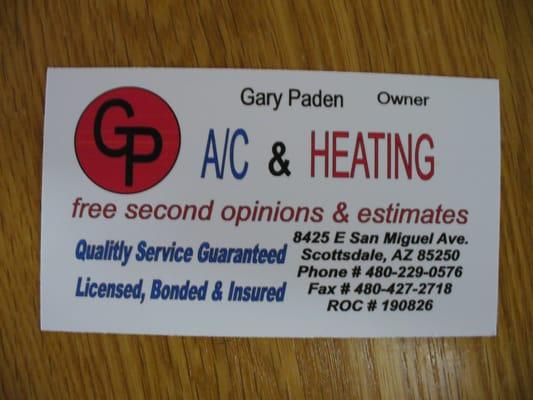 Gary Paden Owner
GP
A/C & HEATING
free second opinions & estimates
Qualitly Service Guaranteed
Licensed, Bonded & Insured
8425 E San Miguel Ave.
Scottsdale, AZ 85250
Phone # 480-229-0576
Fax # 480-427-2718
ROC # 190826